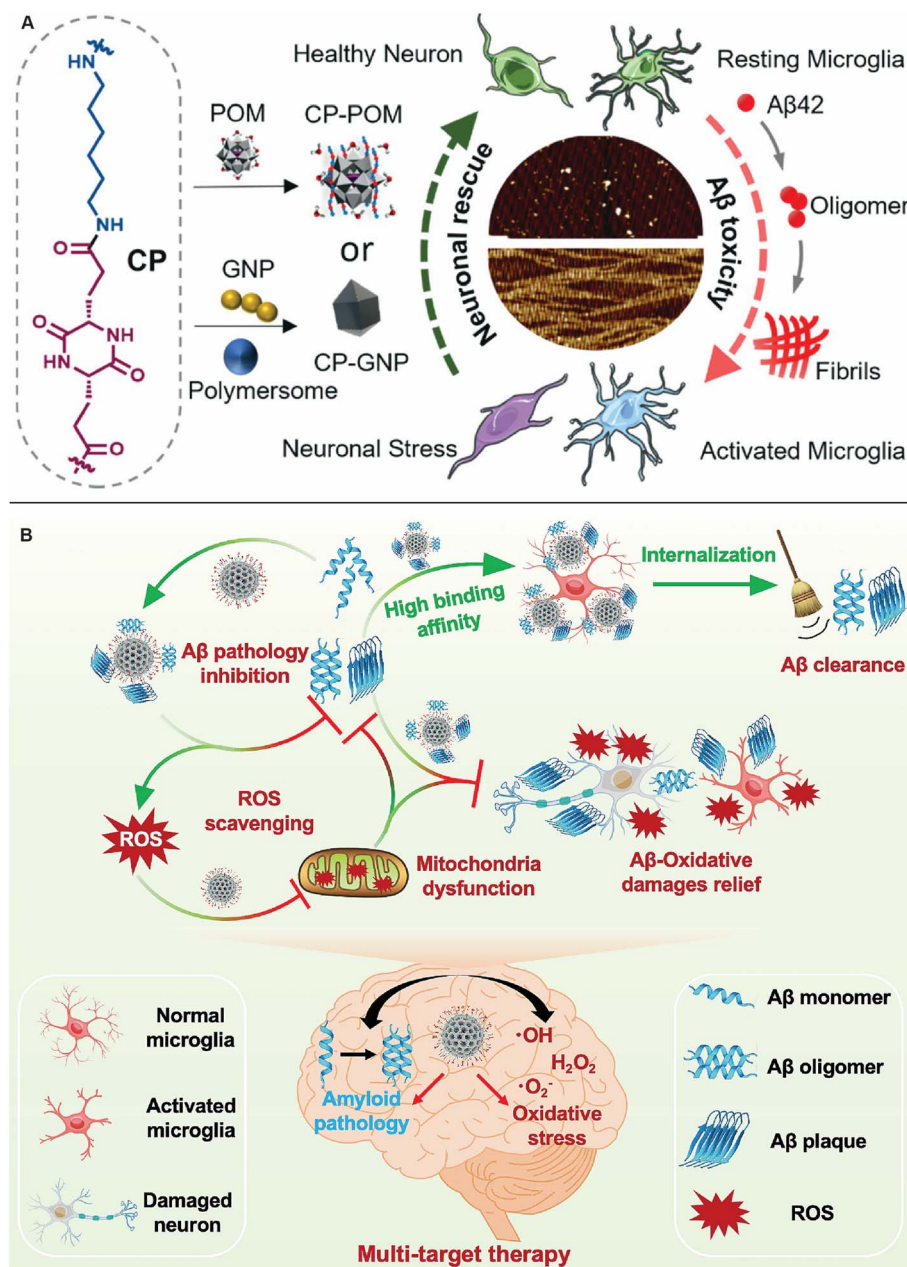 A
HN
NH
O
CP
O
NH
HN
O
O
POM
CP-POM
or
GNP
Polymersome
CP-GNP
Healthy Neuron
Resting Microglia
Aβ42
Oligomer
Fibrils
Neuronal rescue
Aβ toxicity
Neuronal Stress
Activated Microglia
B
High binding
affinity
Internalization
Aβ clearance
Aβ pathology
inhibition
ROS
ROS
scavenging
Mitochondria
dysfunction
Aβ-Oxidative
damages relief
Normal
microglia
Activated
microglia
Damaged
neuron
Amyloid
pathology
·OH
H₂O₂
·O₂⁻
Oxidative
stress
Multi-target therapy
Aβ monomer
Aβ oligomer
Aβ plaque
ROS